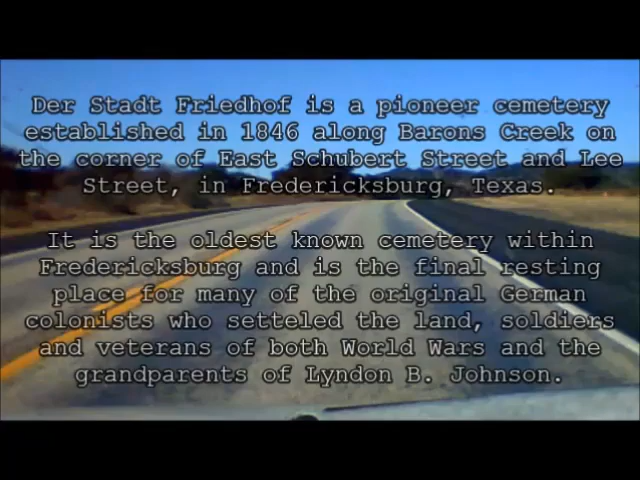 Der Stadt Friedhof is a pioneer cemetery
established in 1846 along Barons Creek on
the corner of East Schubert Street and Lee
Street, in Fredericksburg, Texas.
It is the oldest known cemetery within
Fredericksburg and is the final resting
place for many of the original German
colonists who setteled the land, soldiers
and veterans of both World Wars and the
grandparents of Lyndon B. Johnson.